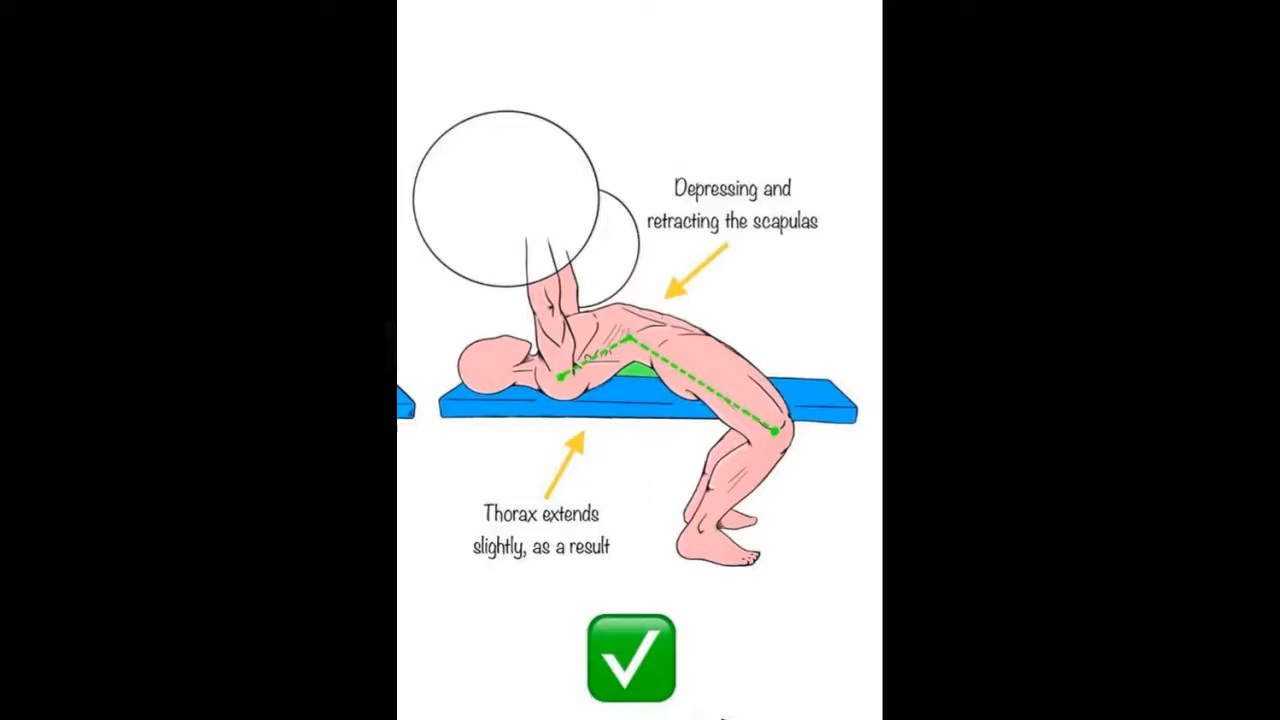 Depressing and
retracting the scapulas
Thorax extends
slightly, as a result